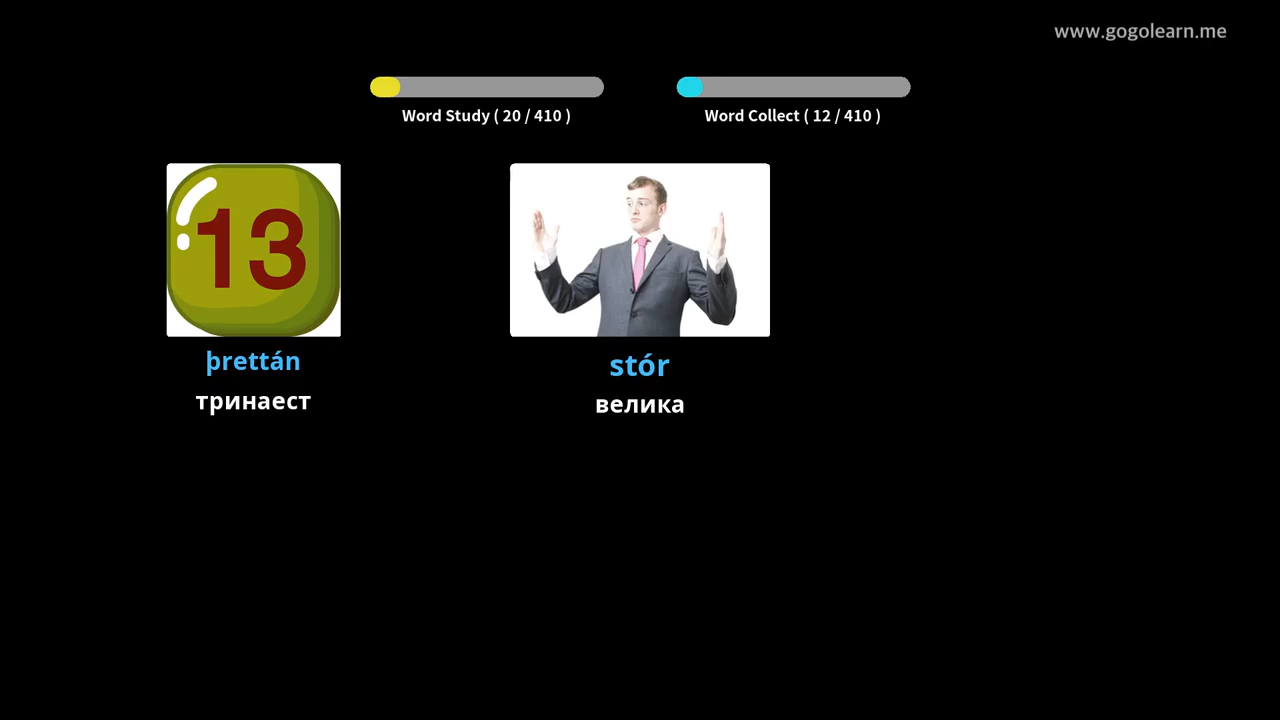 www.gogolearn.me
Word Study ( 20 / 410 )
Word Collect ( 12 / 410 )
13
þrettán
тринаест
stór
велика